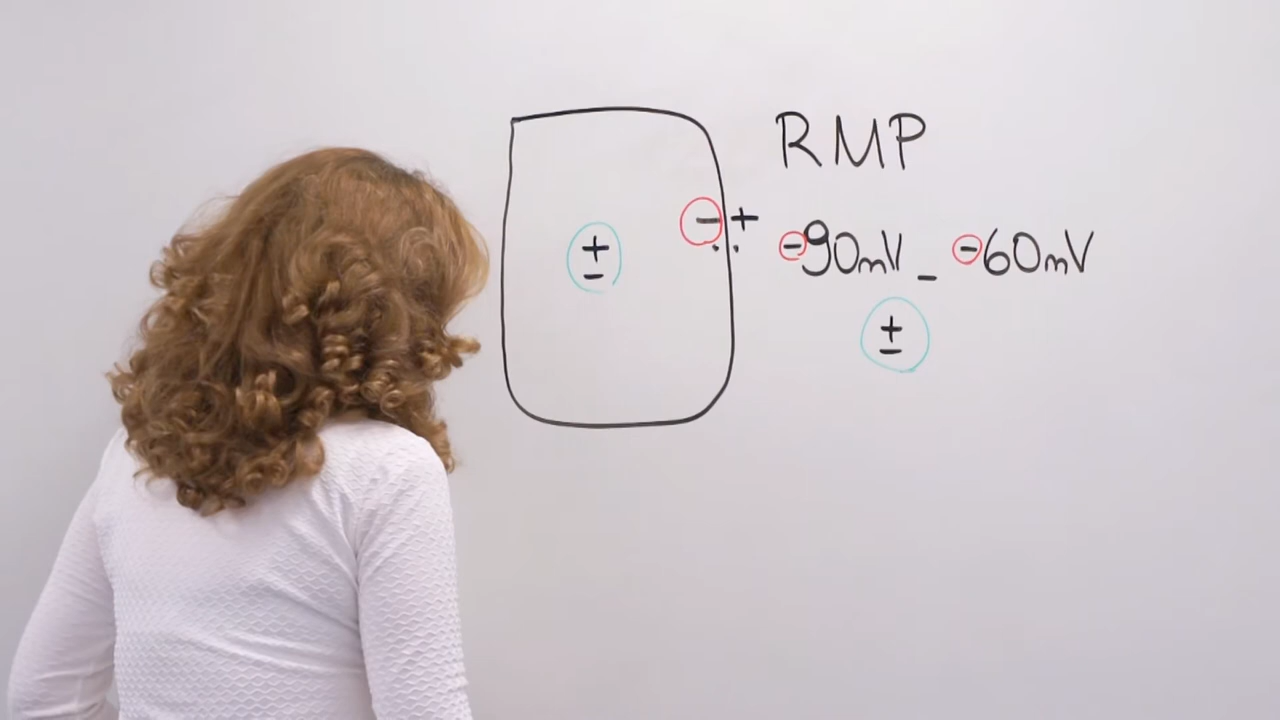 RMP
- +
+
-
-90mV - -60mV
+
-